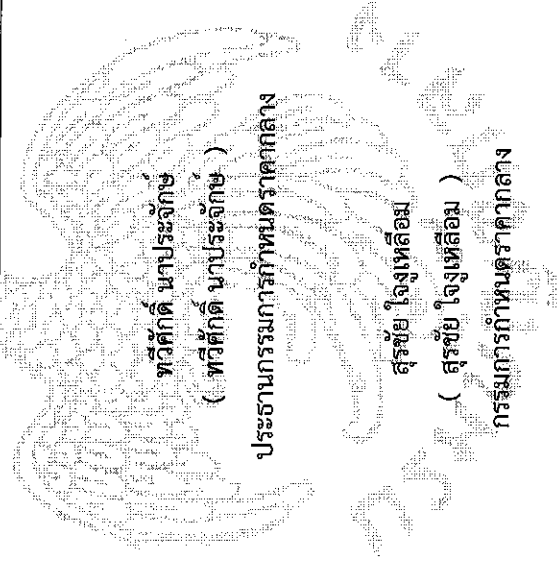 ทวีศักดิ์ นาประจักษ์
( ทวีศักดิ์ นาประจักษ์ )
ประธานกรรมการกำหนดราคากลาง
สุรชัย ใจงูเหลือม
( สุรชัย ใจงูเหลือม )
กรรมการกำหนดราคากลาง